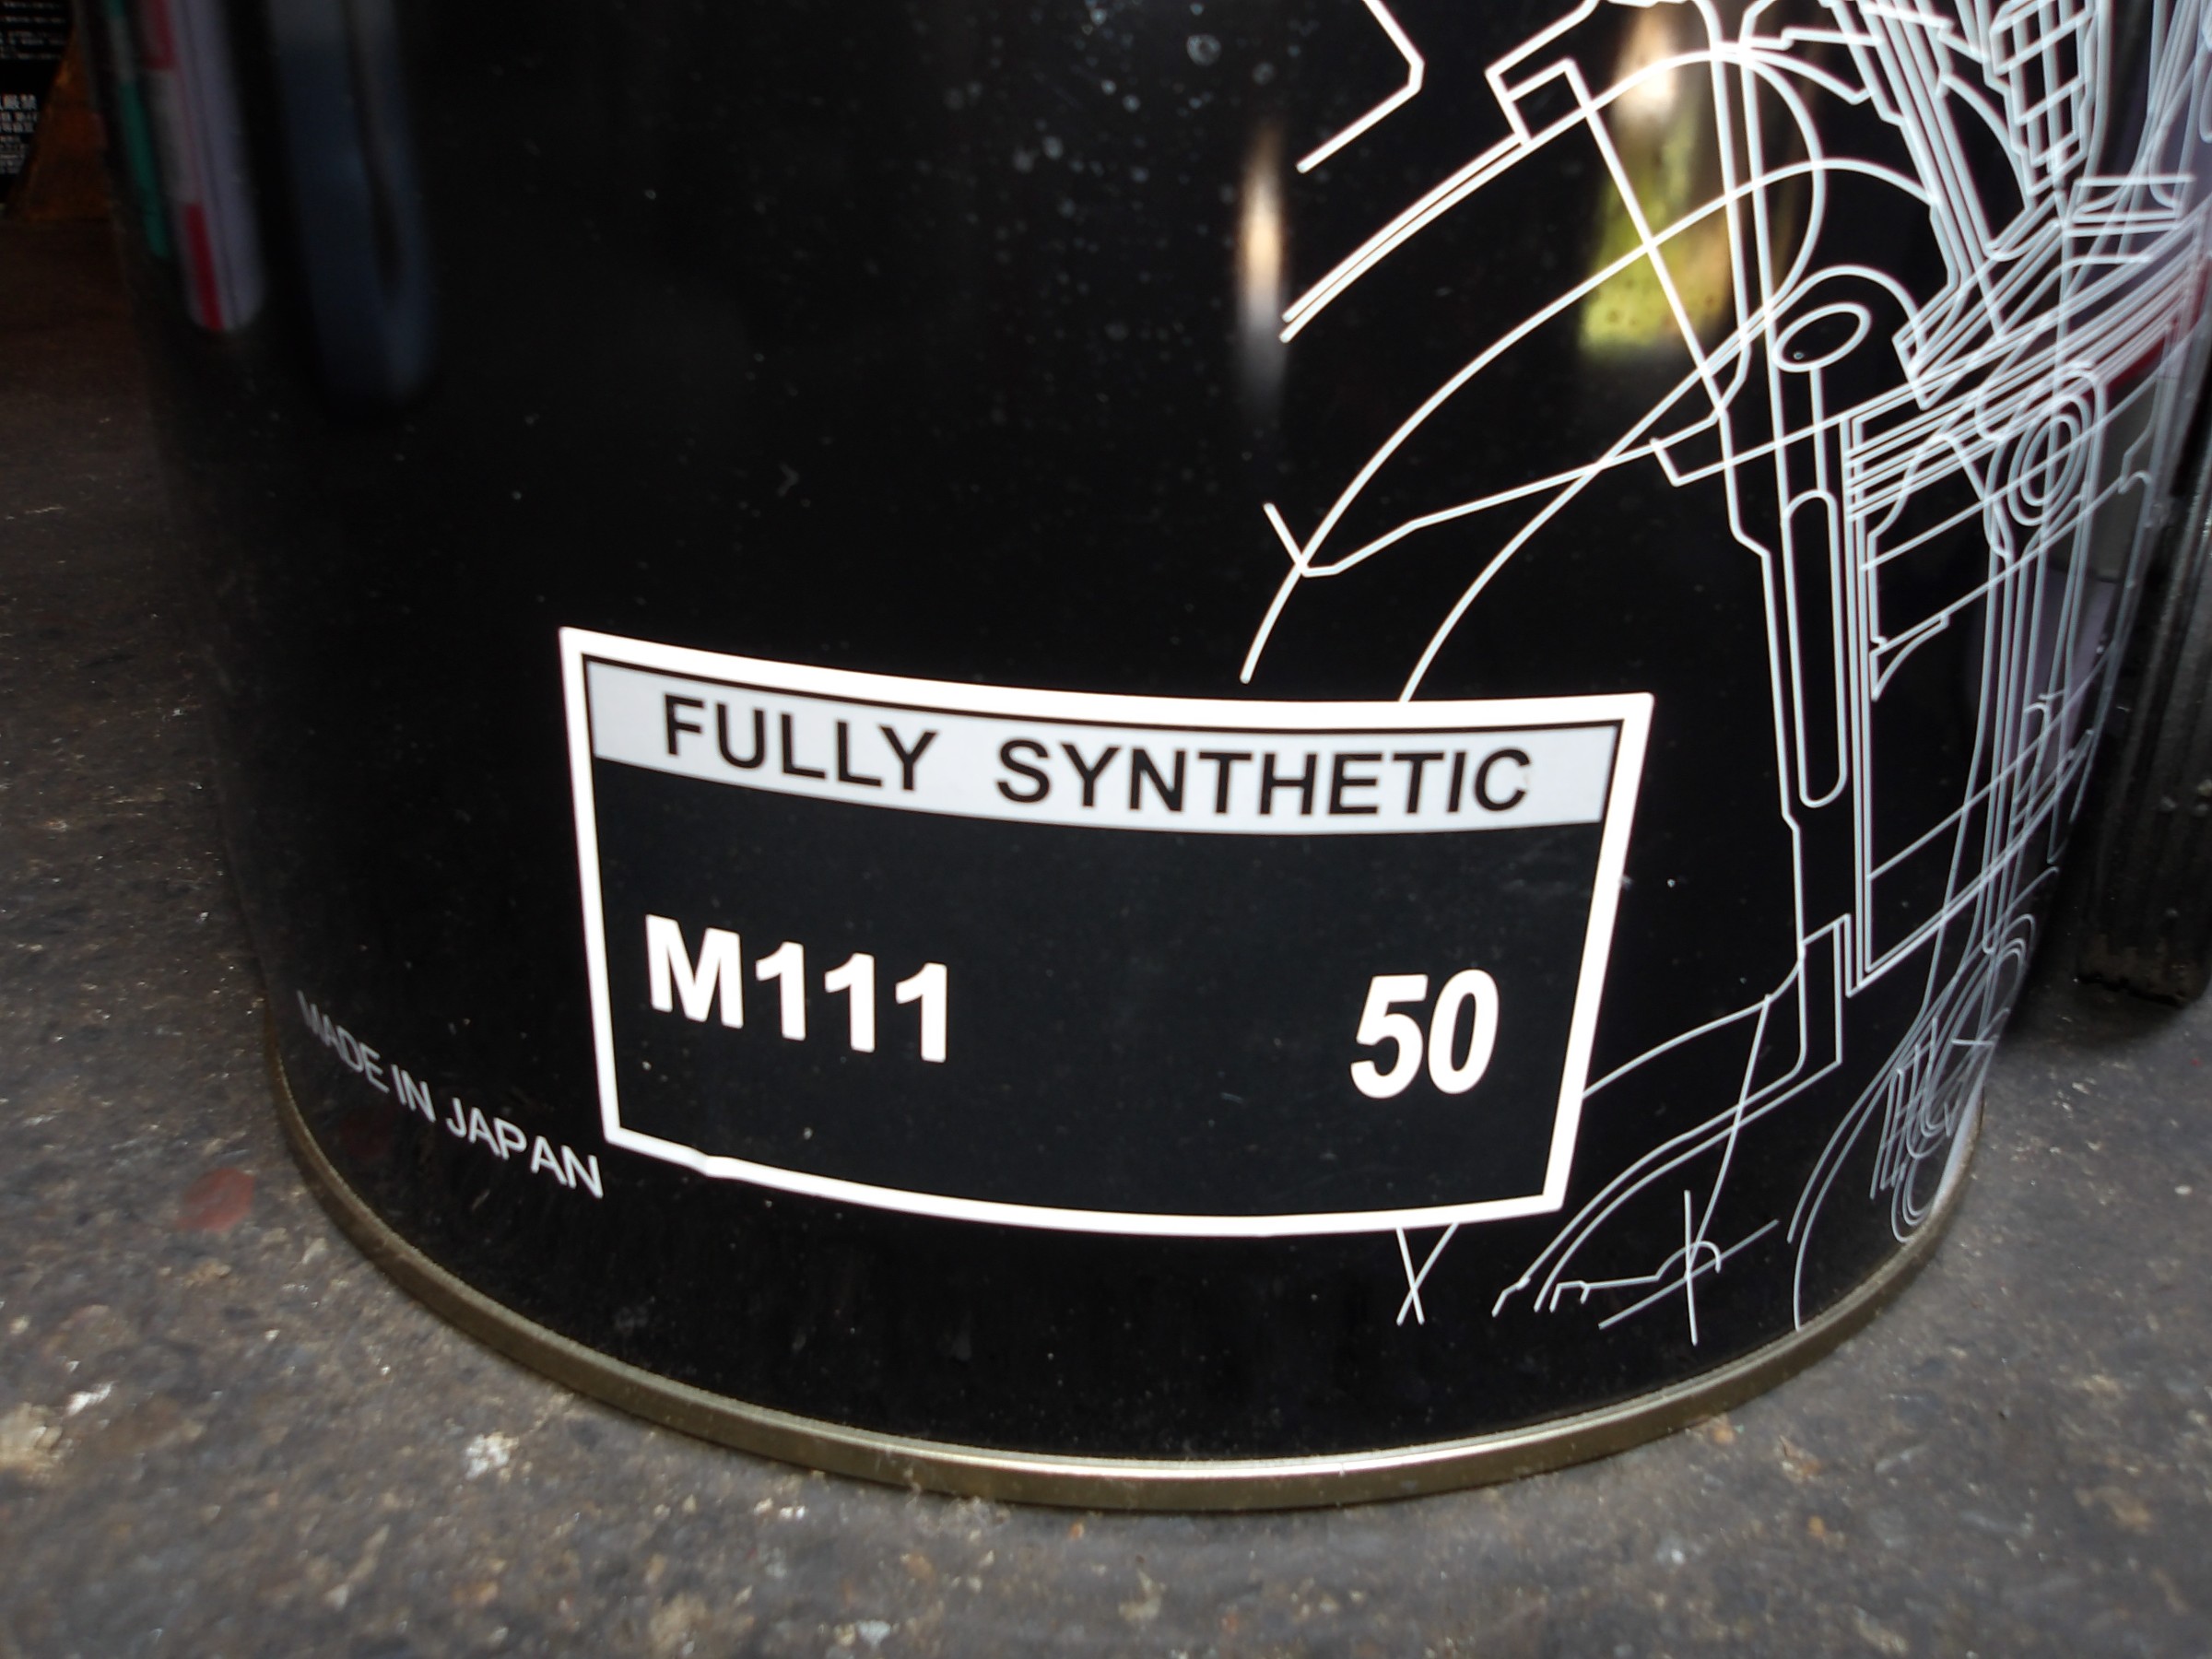 FULLY SYNTHETIC
M111 50
MADE IN JAPAN